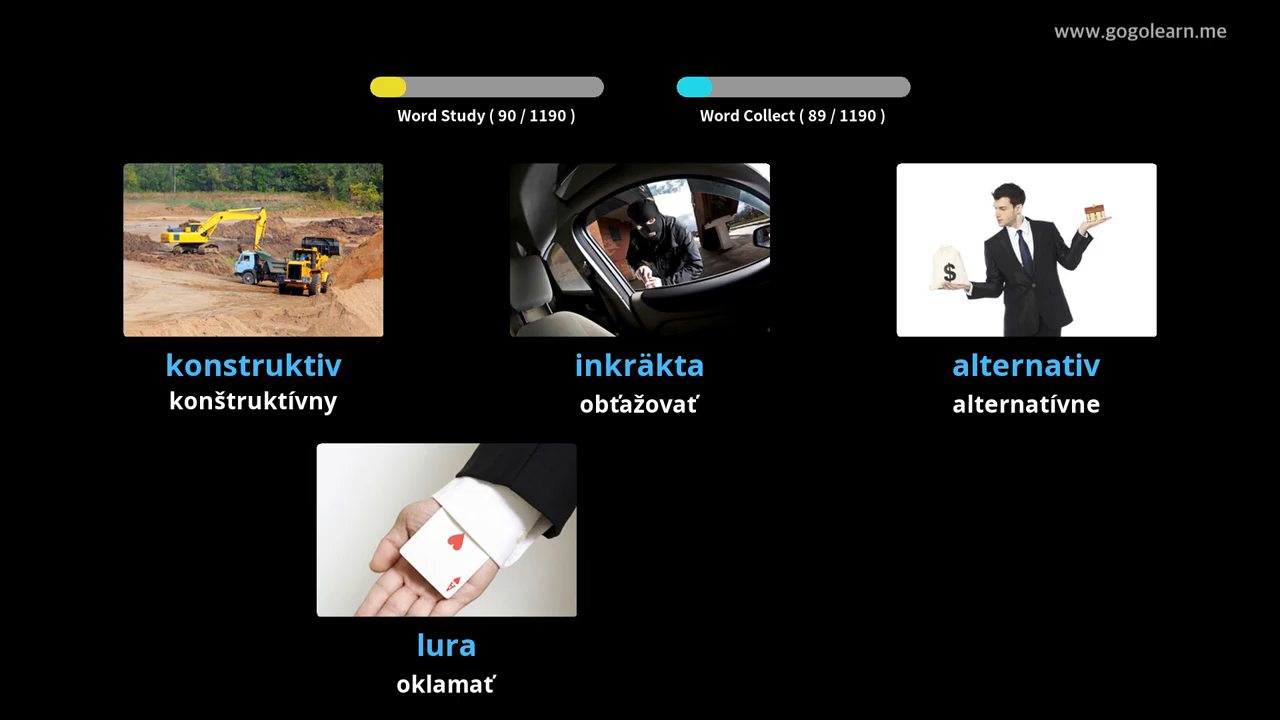 www.gogolearn.me
Word Study ( 90 / 1190 )
Word Collect ( 89 / 1190 )
konstruktiv
konštruktívny
inkräkta
obťažovať
alternativ
alternatívne
$
A
lura
oklamať